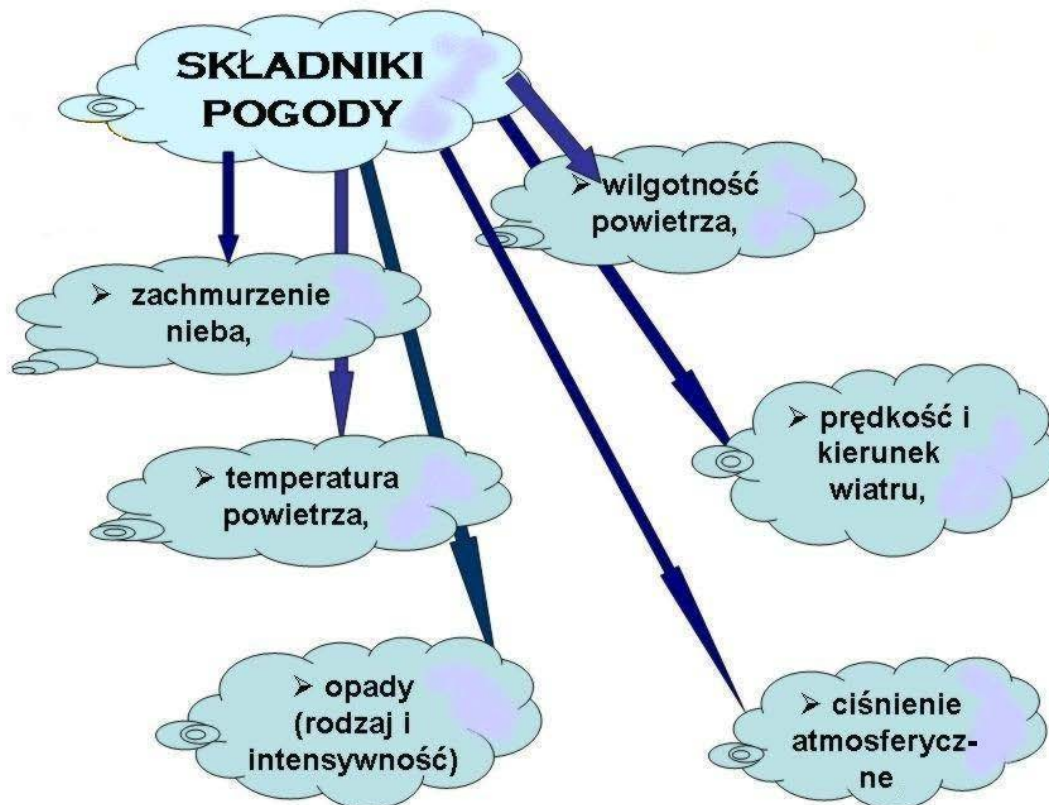 SKŁADNIKI
POGODY
➢ wilgotność
powietrza,
➢ zachmurzenie
nieba,
➢ prędkość i
kierunek
wiatru,
➢ temperatura
powietrza,
➢ opady
(rodzaj i
intensywność)
➢ ciśnienie
atmosferycz-
ne